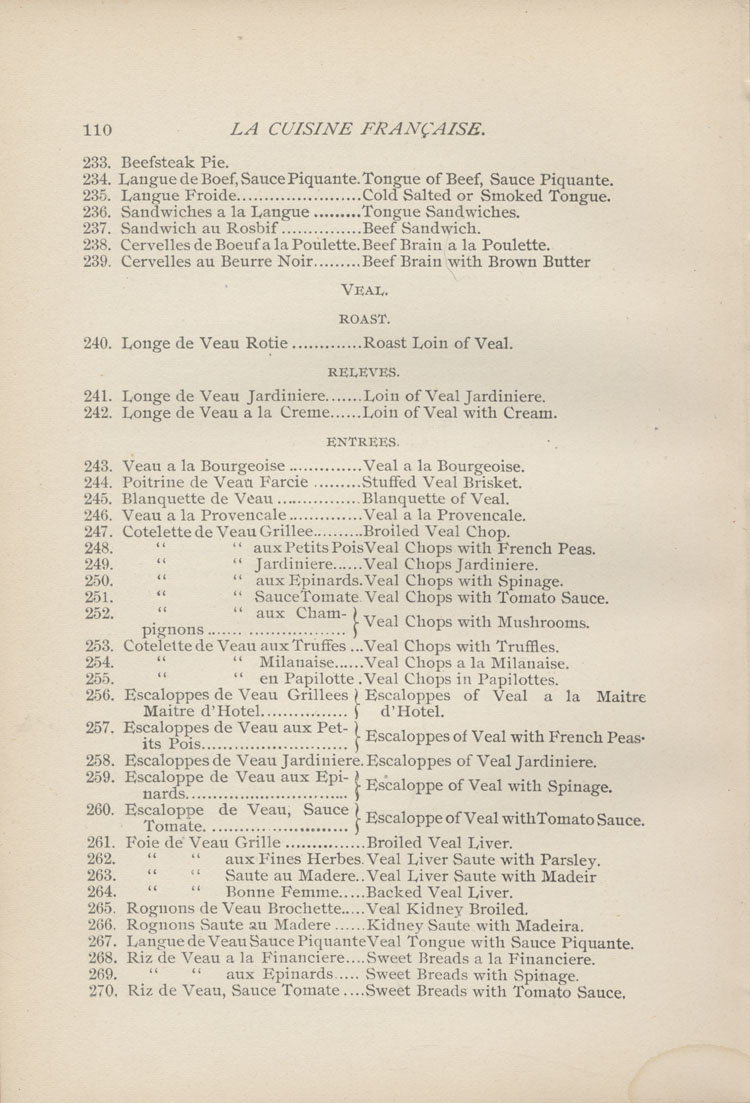 110 LA CUISINE FRANÇAISE.
233. Beefsteak Pie.
234. Langue de Boef, Sauce Piquante. Tongue of Beef, Sauce Piquante.
235. Langue Froide.......................Cold Salted or Smoked Tongue.
236. Sandwiches a la Langue .........Tongue Sandwiches.
237. Sandwich au Rosbif ...............Beef Sandwich.
238. Cervelles de Boeuf a la Poulette. Beef Brain a la Poulette.
239. Cervelles au Beurre Noir.........Beef Brain with Brown Butter
VEAL.
ROAST.
240. Longe de Veau Rotie .............Roast Loin of Veal.
RELEVES.
241. Longe de Veau Jardiniere.......Loin of Veal Jardiniere.
242. Longe de Veau a la Creme......Loin of Veal with Cream.
ENTREES.
243. Veau a la Bourgeoise .............Veal a la Bourgeoise.
244. Poitrine de Veau Farcie .........Stuffed Veal Brisket.
245. Blanquette de Veau ...............Blanquette of Veal.
246. Veau a la Provencale.............Veal a la Provencale.
247. Cotelette de Veau Grillee.........Broiled Veal Chop.
248. “ “ aux Petits Pois Veal Chops with French Peas.
249. “ “ Jardiniere......Veal Chops Jardiniere.
250. “ “ aux Epinards. Veal Chops with Spinage.
251. “ “ Sauce Tomate. Veal Chops with Tomato Sauce.
252. “ “ aux Cham-
pignons ...... .................. } Veal Chops with Mushrooms.
253. Cotelette de Veau aux Truffes ...Veal Chops with Truffles.
254. “ “ Milanaise......Veal Chops a la Milanaise.
255. “ “ en Papilotte .Veal Chops in Papilottes.
256. Escaloppes de Veau Grillees } Escaloppes of Veal a la Maitre
Maitre d'Hotel................ d'Hotel.
257. Escaloppes de Veau aux Pet-
its Pois........................... } Escaloppes of Veal with French Peas.
258. Escaloppes de Veau Jardiniere. Escaloppes of Veal Jardiniere.
259. Escaloppe de Veau aux Epi-
nards.............................. } Escaloppe of Veal with Spinage.
260. Escaloppe de Veau, Sauce
Tomate. .......................... } Escaloppe of Veal with Tomato Sauce.
261. Foie de Veau Grille ...............Broiled Veal Liver.
262. “ “ aux Fines Herbes. Veal Liver Saute with Parsley.
263. “ “ Saute au Madere..Veal Liver Saute with Madeir
264. “ “ Bonne Femme.....Backed Veal Liver.
265. Rognons de Veau Brochette.....Veal Kidney Broiled.
266. Rognons Saute au Madere ......Kidney Saute with Madeira.
267. Langue de Veau Sauce Piquante Veal Tongue with Sauce Piquante.
268. Riz de Veau a la Financiere....Sweet Breads a la Financiere.
269. “ “ aux Epinards..... Sweet Breads with Spinage.
270. Riz de Veau, Sauce Tomate ....Sweet Breads with Tomato Sauce.